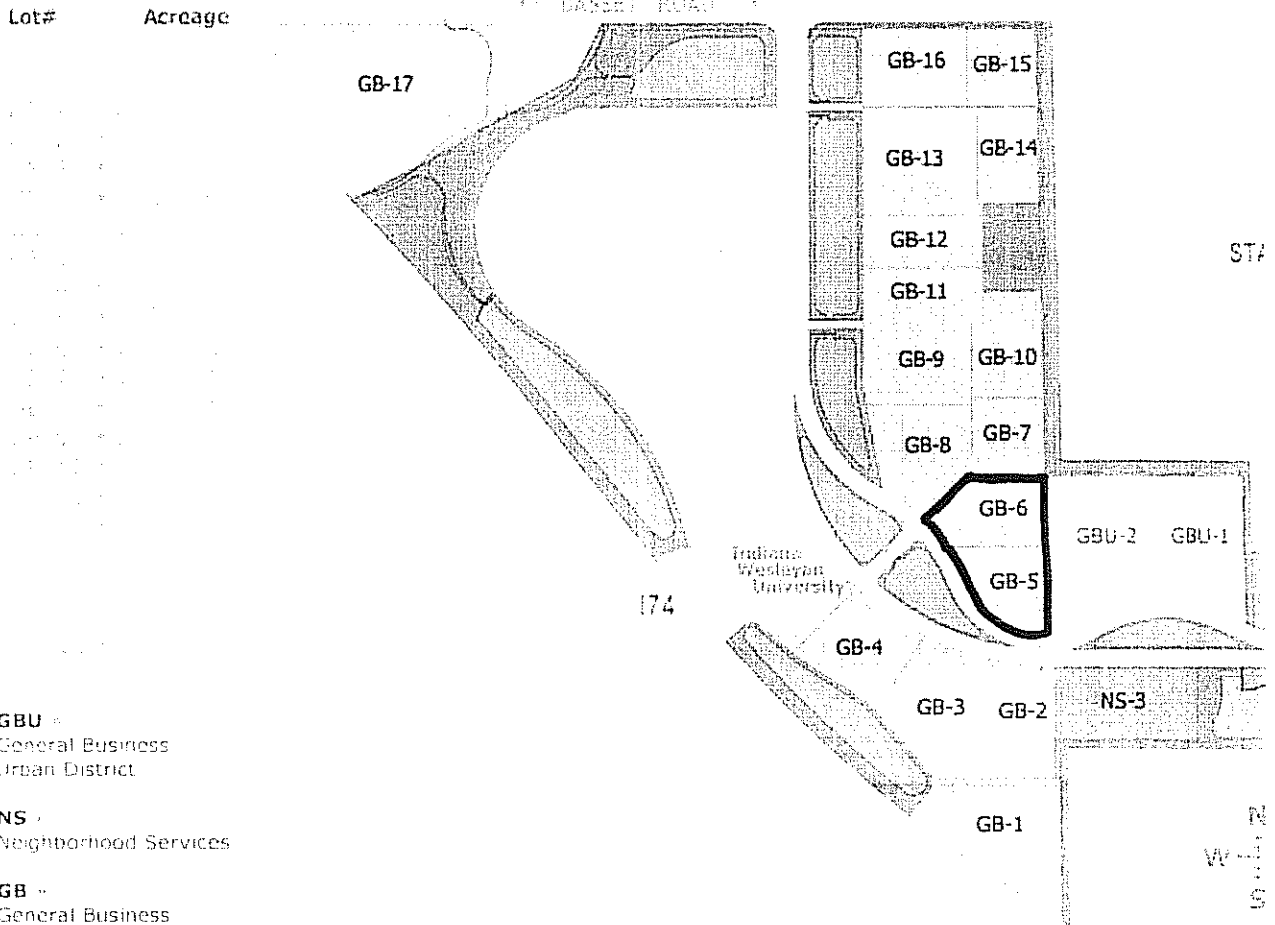 Lot# Acreage
GB-17
GB-16 GB-15
GB-13 GB-14
GB-12
GB-11
GB-9 GB-10
GB-8 GB-7
GB-6
GBU-2 GBU-1
GB-5
Indiana
Wesleyan
University
I74
GB-4
GB-3 GB-2 NS-3
GB-1
GBU -
General Business
Urban District
NS -
Neighborhood Services
GB -
General Business
N
W
S